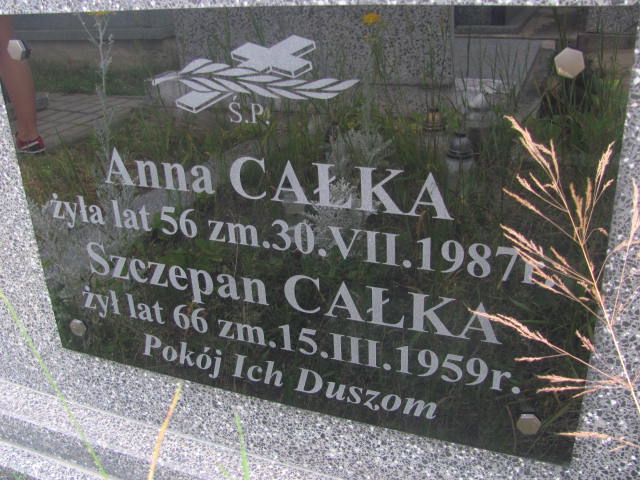 Ś.P.
Anna CAŁKA
żyła lat 56 zm.30.VII.1987r.
Szczepan CAŁKA
żył lat 66 zm.15.III.1959r.
Pokój Ich Duszom